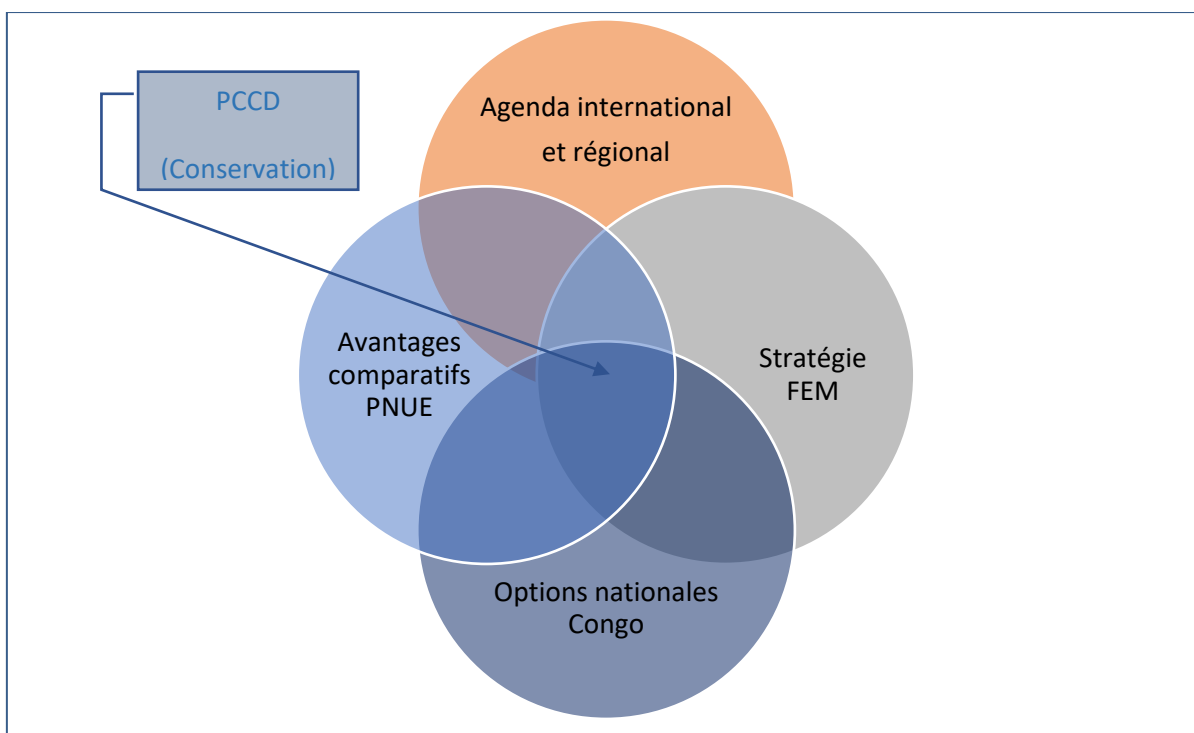 PCCD
(Conservation)
Agenda international
et régional
Avantages
comparatifs
PNUE
Stratégie
FEM
Options nationales
Congo